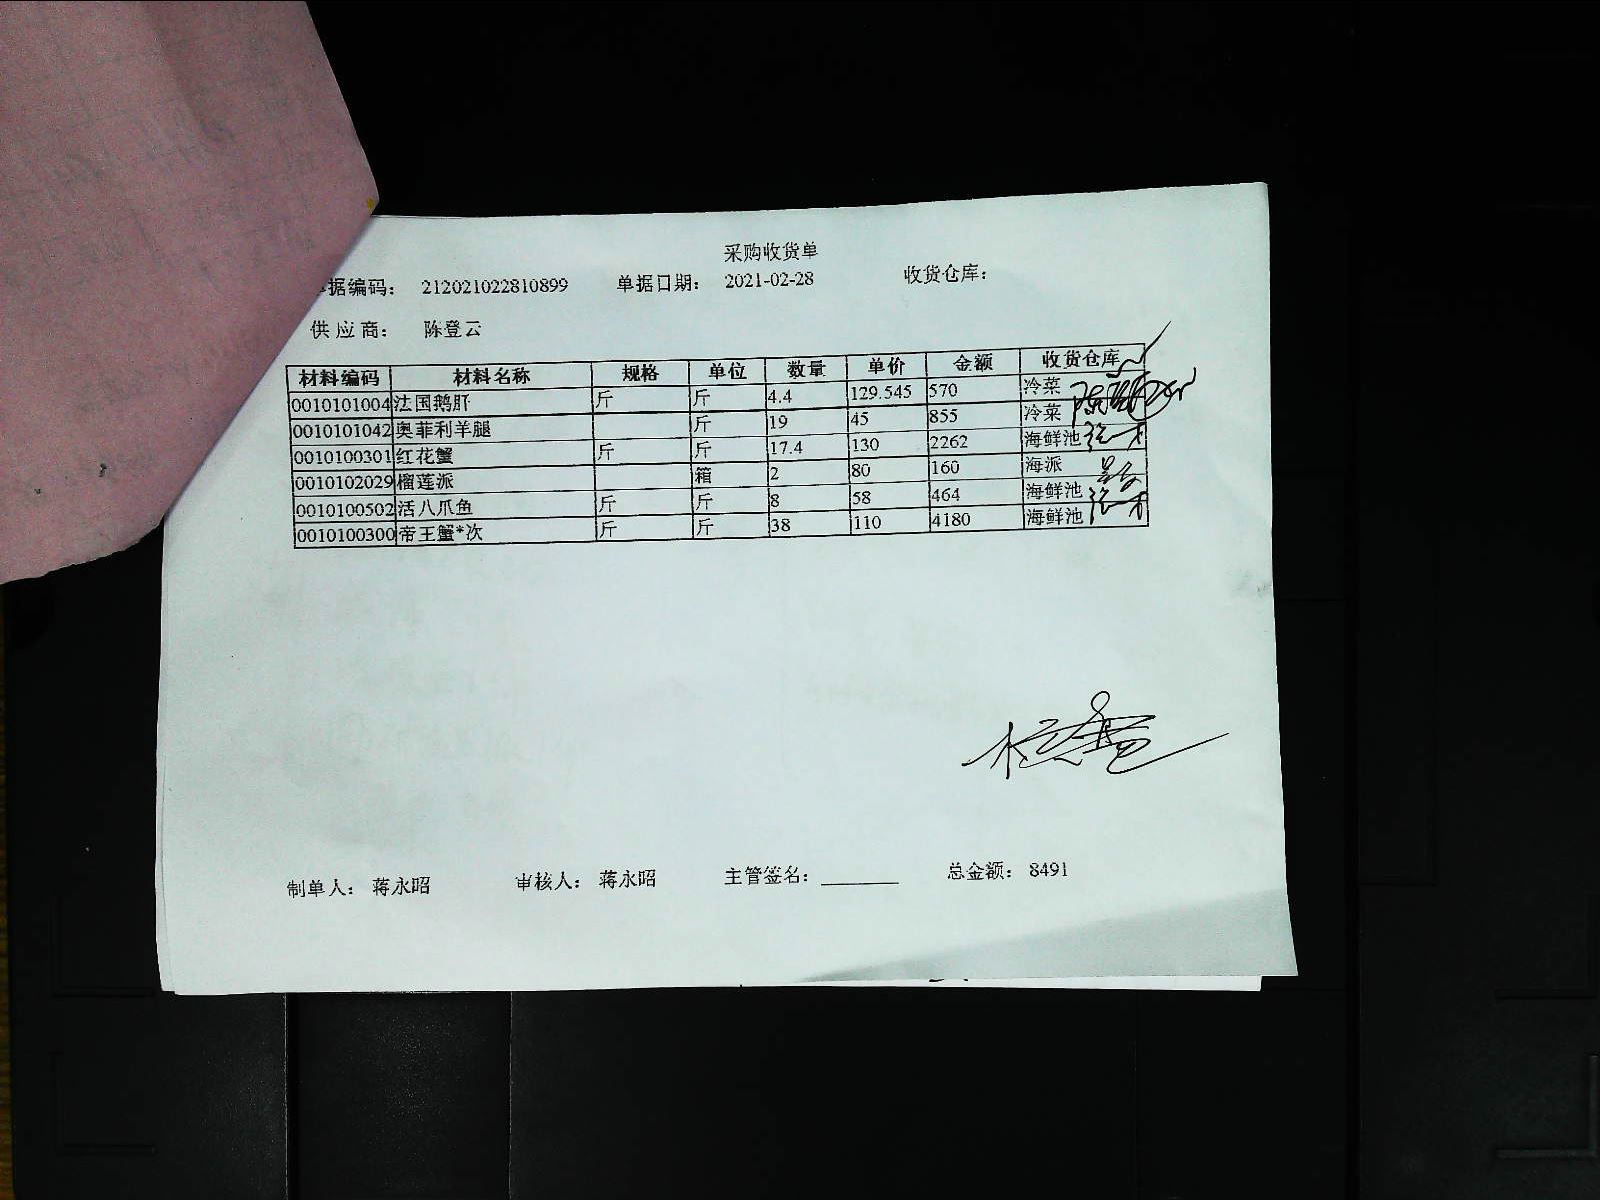 采购收货单
据编码： 212021022810899 单据日期： 2021-02-28 收货仓库：
供应商： 陈登云
材料编码 材料名称 规格 单位 数量 单价 金额 收货仓库
0010101004 法国鹅肝 斤 斤 4.4 129.545 570 冷菜
0010101042 奥菲利羊腿 斤 19 45 855 冷菜
0010100301 红花蟹 斤 斤 17.4 130 2262 海鲜池
0010102029 榴莲派 箱 2 80 160 海派
0010100502 活八爪鱼 斤 斤 8 58 464 海鲜池
0010100300 帝王蟹*次 斤 斤 38 110 4180 海鲜池
制单人： 蒋永昭 审核人： 蒋永昭 主管签名： 总金额： 8491